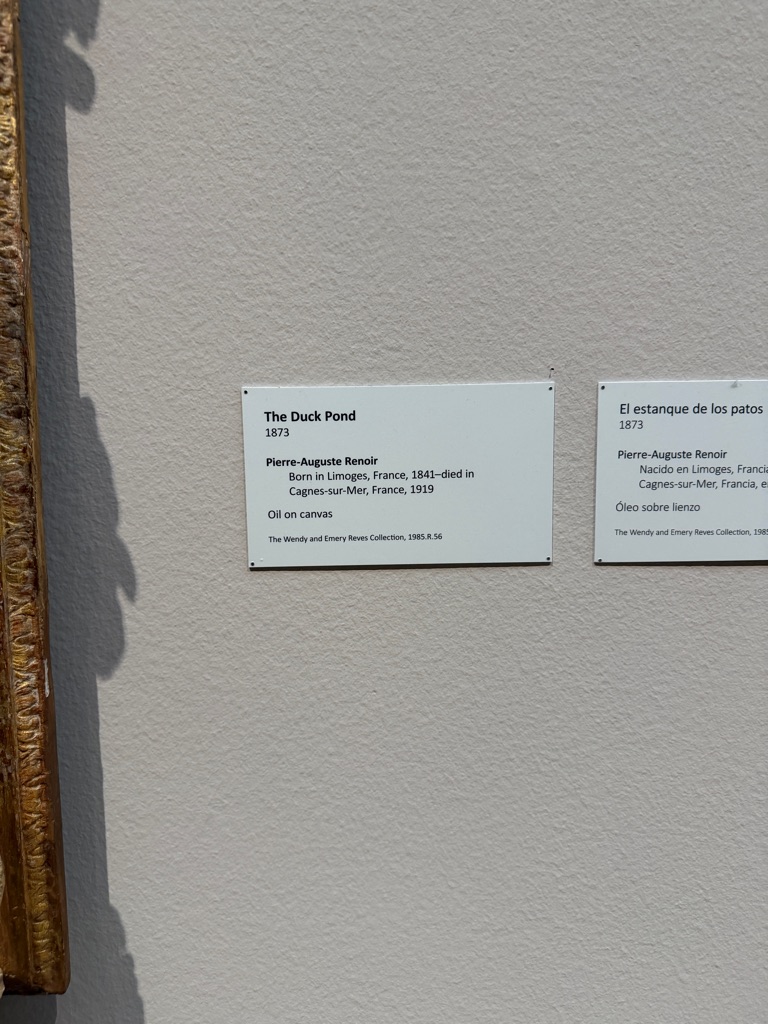 The Duck Pond
1873
Pierre-Auguste Renoir
Born in Limoges, France, 1841–died in
Cagnes-sur-Mer, France, 1919
Oil on canvas
The Wendy and Emery Reves Collection, 1985.R.56
El estanque de los patos
1873
Pierre-Auguste Renoir
Nacido en Limoges, Francia
Cagnes-sur-Mer, Francia,
Óleo sobre lienzo
The Wendy and Emery Reves Collection,